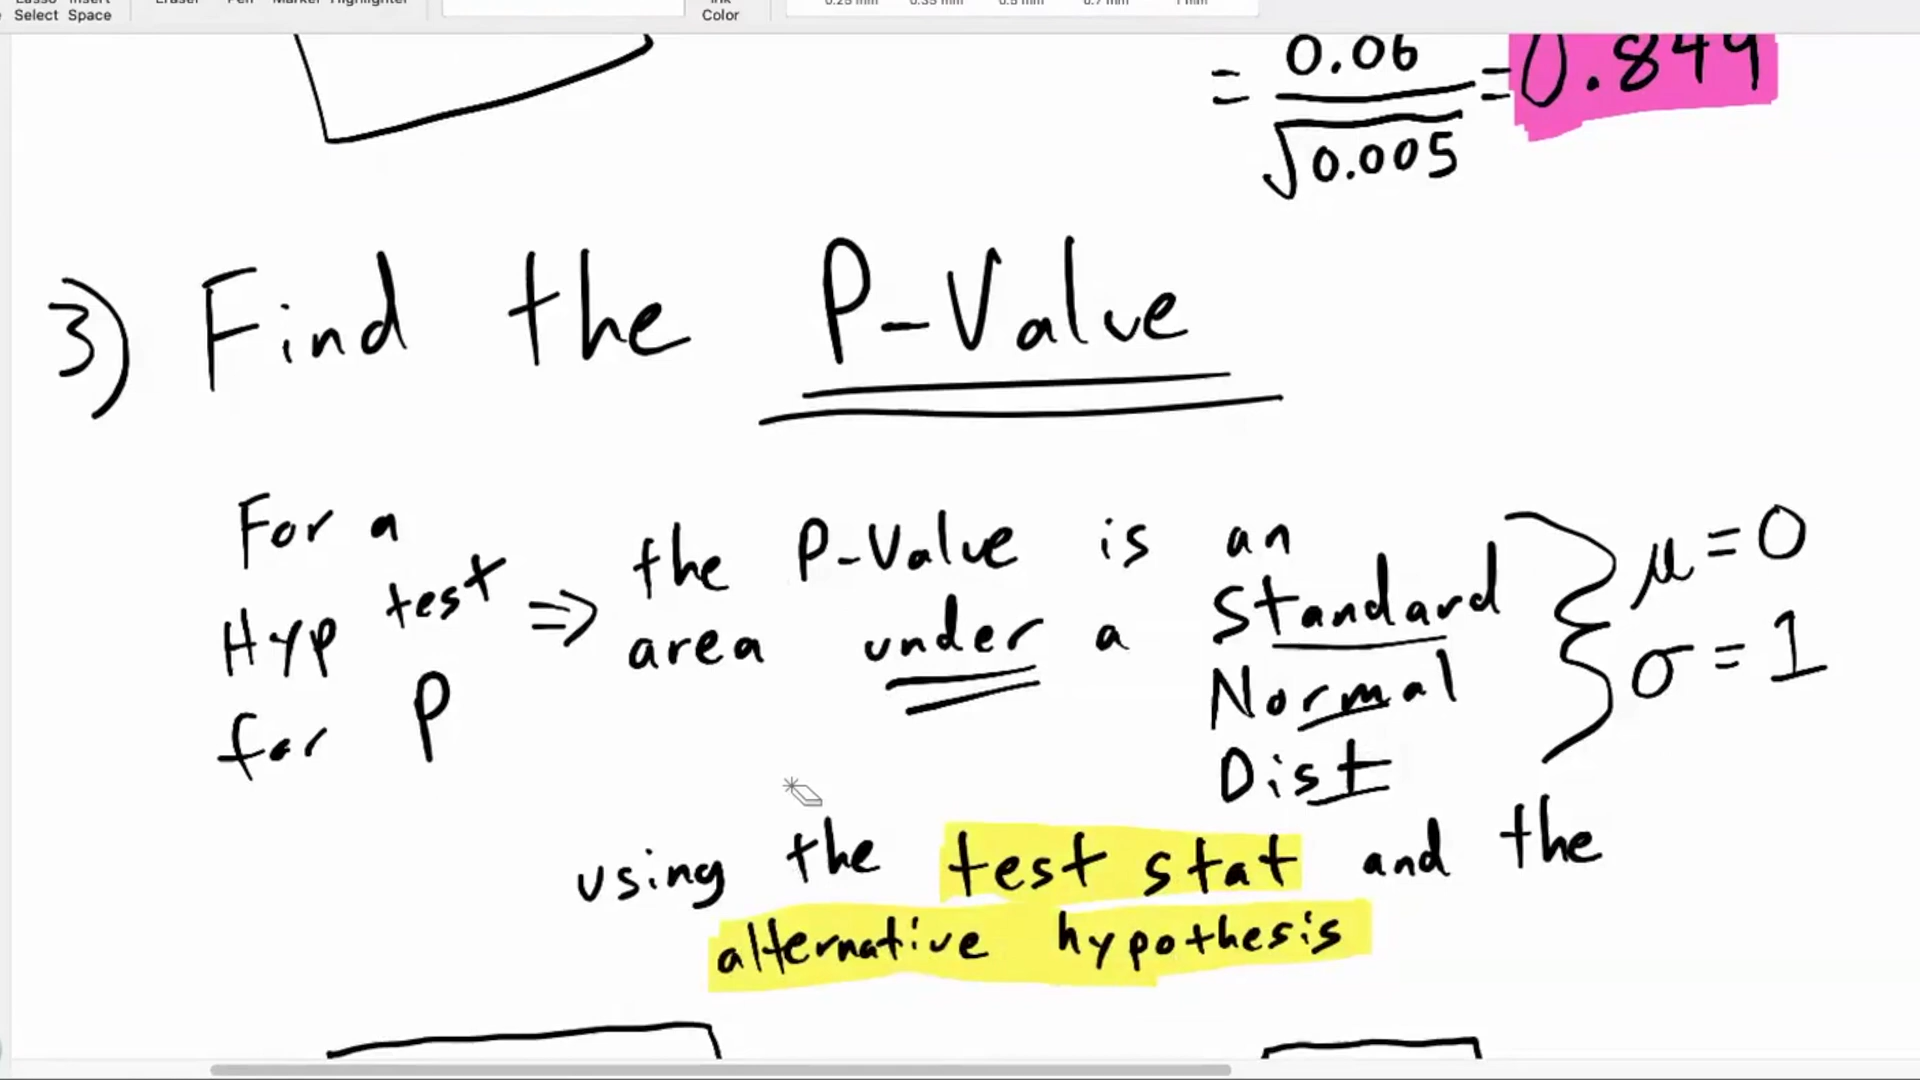 Select Space
Color
= 0.06 / √0.005 = 0.849
3) Find the P-Value
For a
Hyp test ⇒
for P
the P-Value is an
area under a Standard
Normal
Dist
μ = 0
σ = 1
using the test stat and the
alternative hypothesis